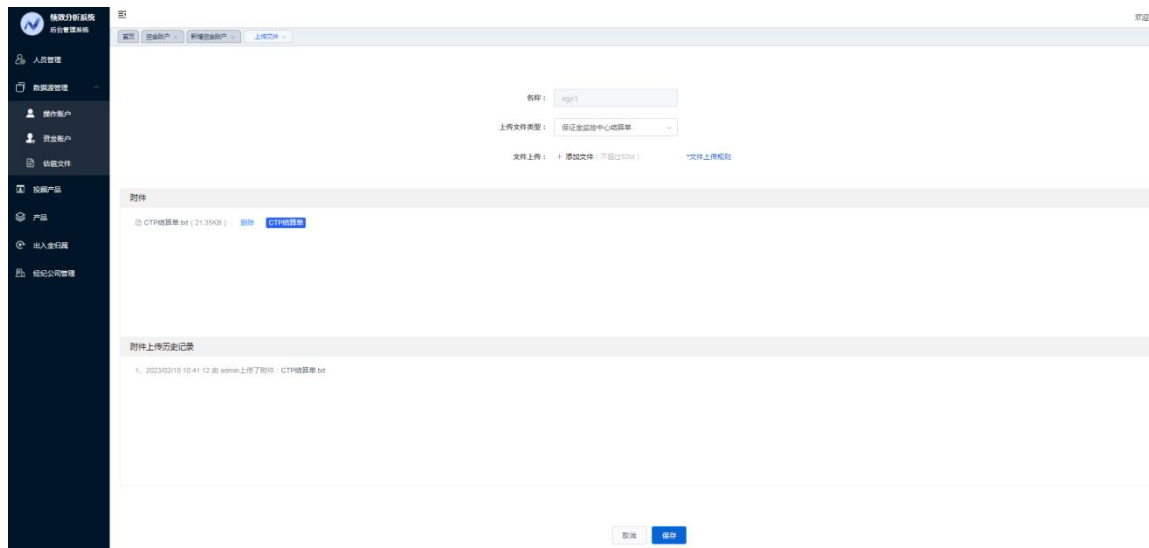 绩效分析系统
后台管理系统
欢迎
首页 资金账户 × 新增资金账户 × 上传文件 ×
人员管理
数据源管理
操作账户
资金账户
估值文件
投顾产品
产品
出入金归属
经纪公司管理
名称：
上传文件类型： 保证金监控中心结算单
文件上传： + 添加文件（不超过50M） *文件上传规则
附件
CTP结算单.txt ( 21.35KB ) 删除 CTP结算单
附件上传历史记录
1、2023/02/10 10:41:12 由 admin上传了附件：CTP结算单.txt
取消 保存